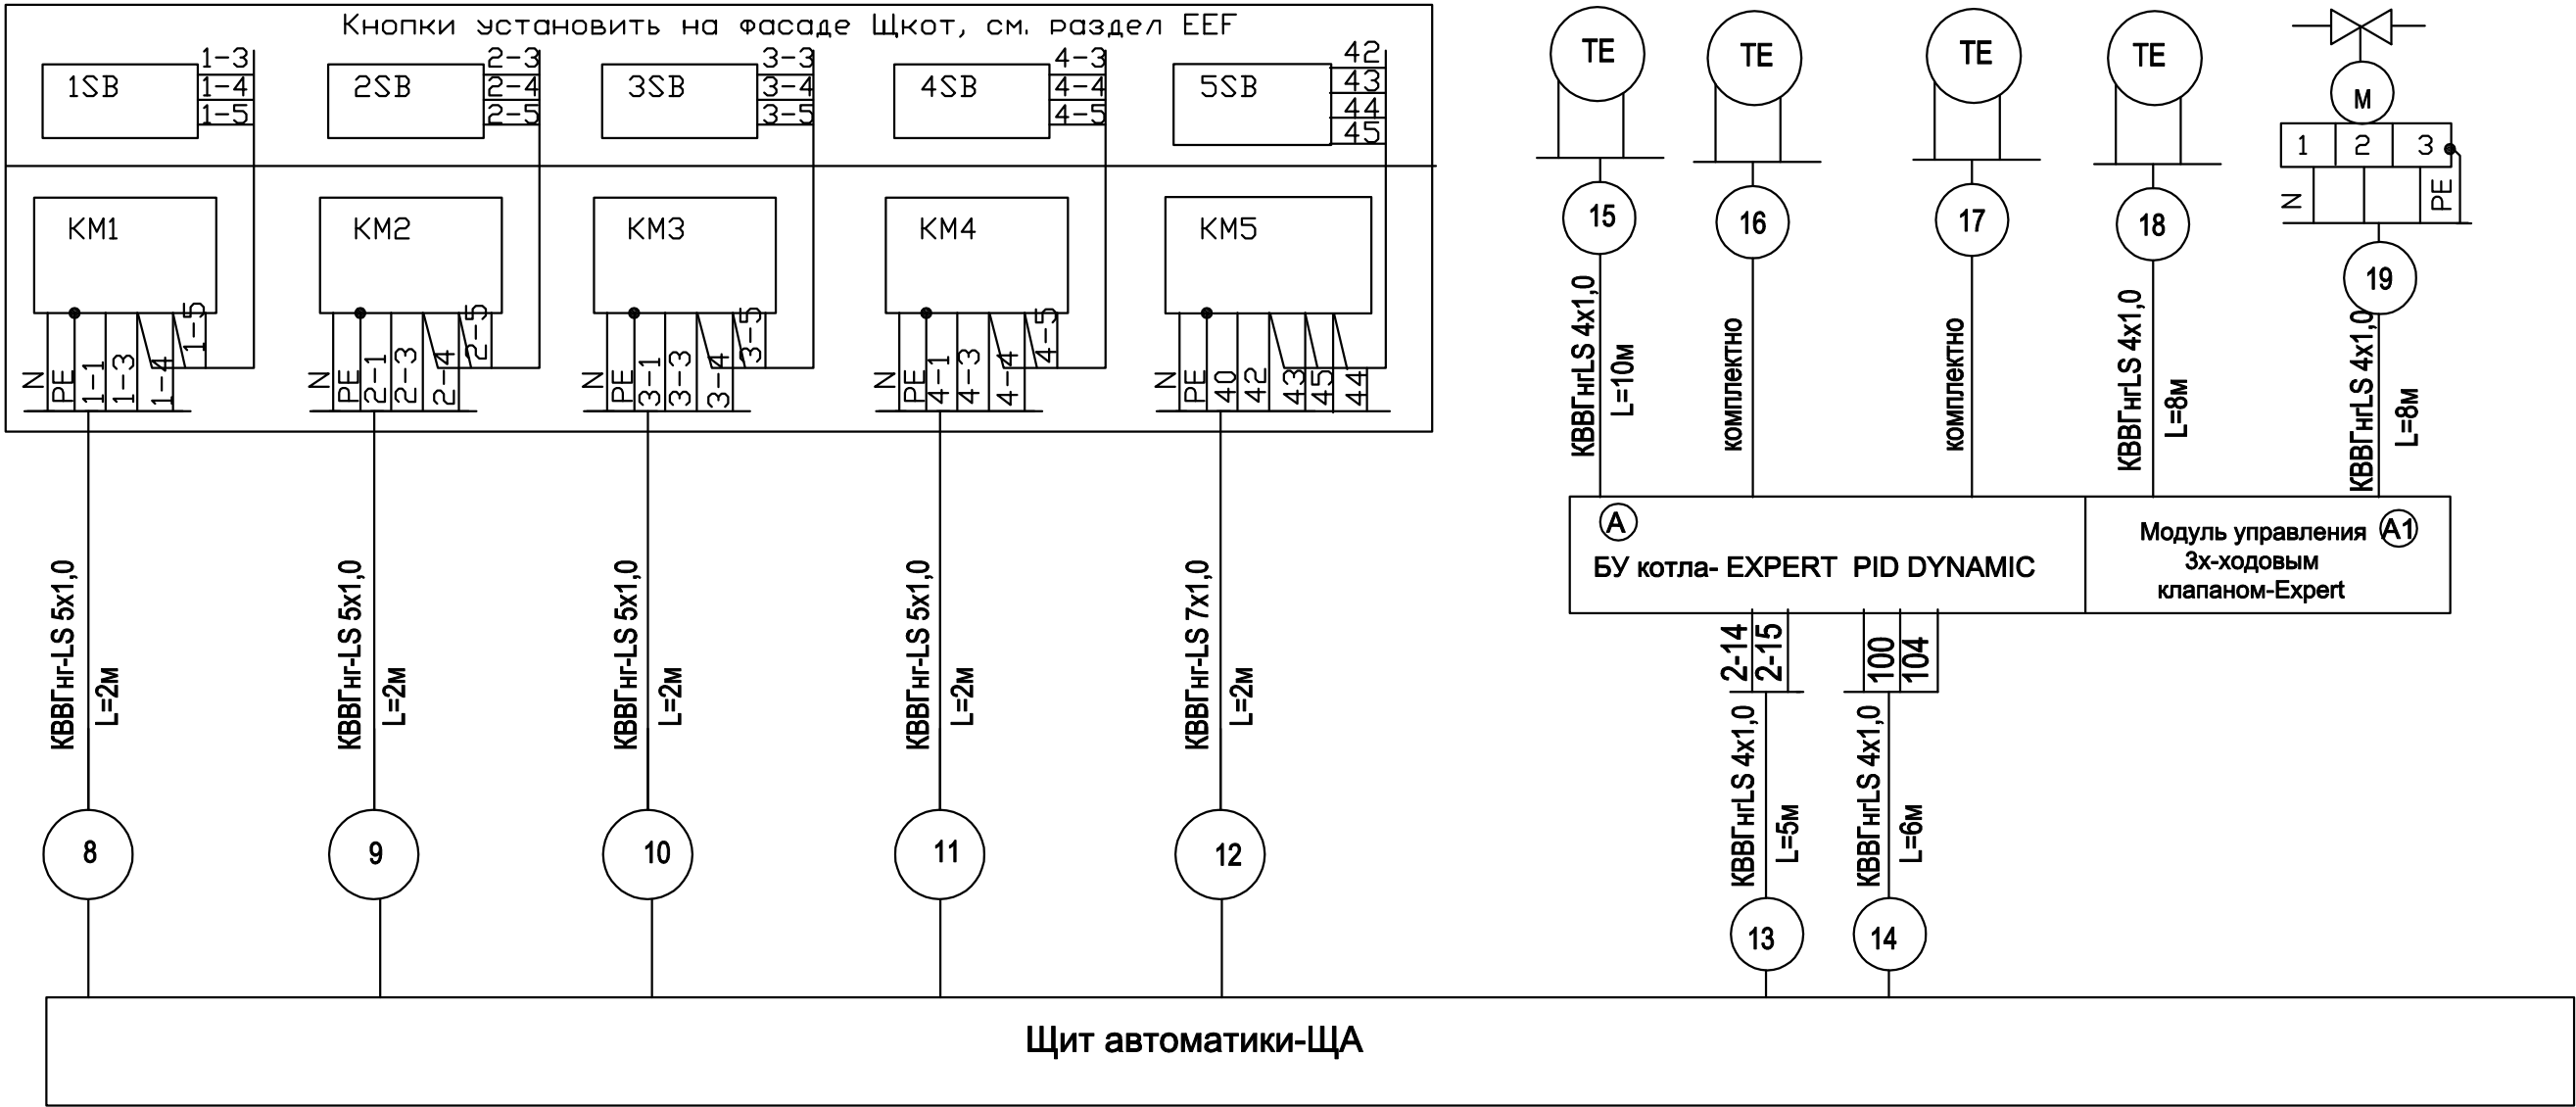 Кнопки установить на фасаде Щкот, см. раздел EEF
1SB
1-3
1-4
1-5
2SB
2-3
2-4
2-5
3SB
3-3
3-4
3-5
4SB
4-3
4-4
4-5
5SB
42
43
44
45
KM1
N
PE
1-1
1-3
1-4
1-5
KM2
N
PE
2-1
2-3
2-4
2-5
KM3
N
PE
3-1
3-3
3-4
3-5
KM4
N
PE
4-1
4-3
4-4
4-5
KM5
N
PE
40
42
43
45
44
TE
TE
TE
TE
M
1
2
3
N
PE
15
16
17
18
19
КВВГнгLS 4x1,0
L=10м
комплектно
комплектно
КВВГнгLS 4x1,0
L=8м
КВВГнгLS 4x1,0
L=8м
A
БУ котла- EXPERT PID DYNAMIC
Модуль управления
A1
3х-ходовым
клапаном-Expert
2-14
2-15
100
104
КВВГнг-LS 5x1,0
L=2м
КВВГнг-LS 5x1,0
L=2м
КВВГнг-LS 5x1,0
L=2м
КВВГнг-LS 5x1,0
L=2м
КВВГнг-LS 7x1,0
L=2м
КВВГнгLS 4x1,0
L=5м
КВВГнгLS 4x1,0
L=6м
8
9
10
11
12
13
14
Щит автоматики-ЩА